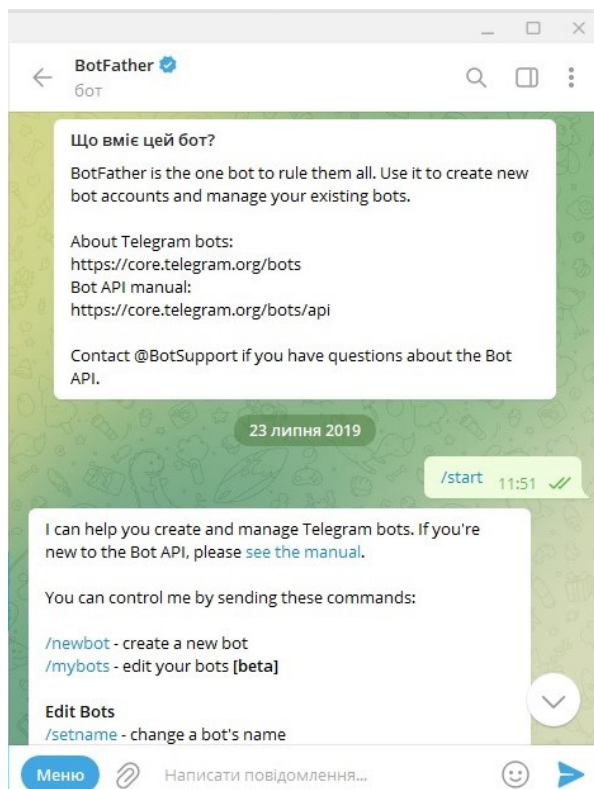 BotFather
бот
Що вміє цей бот?
BotFather is the one bot to rule them all. Use it to create new
bot accounts and manage your existing bots.
About Telegram bots:
https://core.telegram.org/bots
Bot API manual:
https://core.telegram.org/bots/api
Contact @BotSupport if you have questions about the Bot
API.
23 липня 2019
/start 11:51
I can help you create and manage Telegram bots. If you're
new to the Bot API, please see the manual.
You can control me by sending these commands:
/newbot - create a new bot
/mybots - edit your bots [beta]
Edit Bots
/setname - change a bot's name
Меню Написати повідомлення...